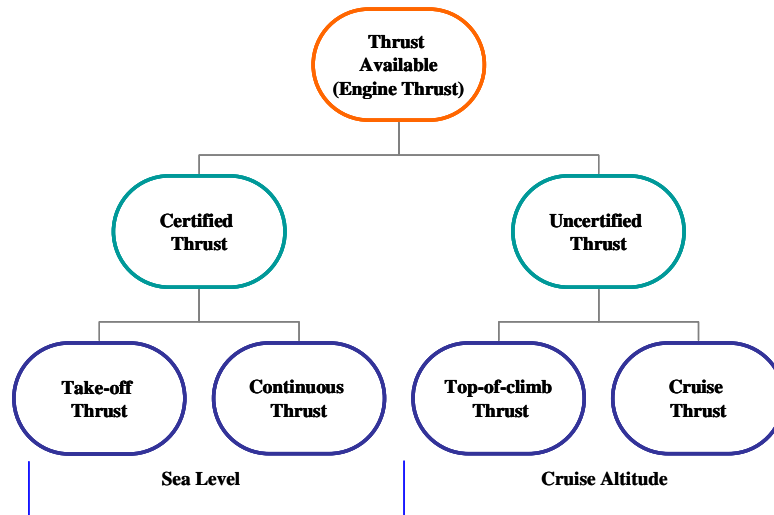 Thrust
Available
(Engine Thrust)
Certified
Thrust
Uncertified
Thrust
Take-off
Thrust
Continuous
Thrust
Top-of-climb
Thrust
Cruise
Thrust
Sea Level
Cruise Altitude